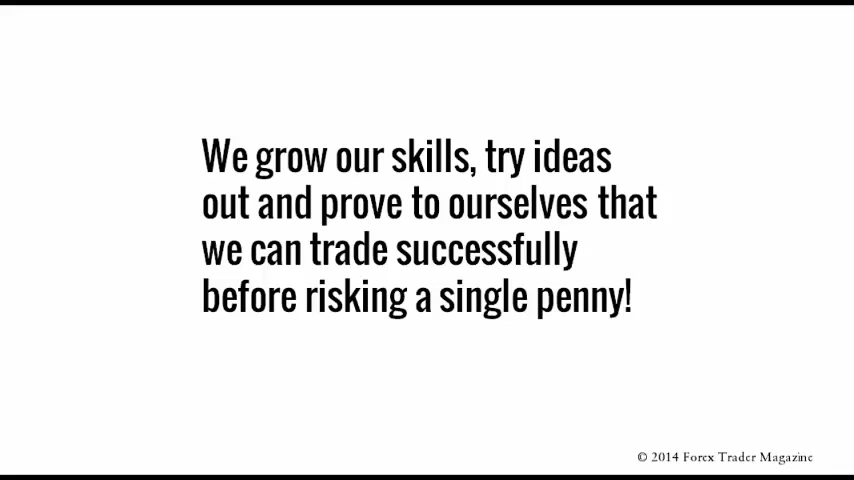 We grow our skills, try ideas
out and prove to ourselves that
we can trade successfully
before risking a single penny!
© 2014 Forex Trader Magazine